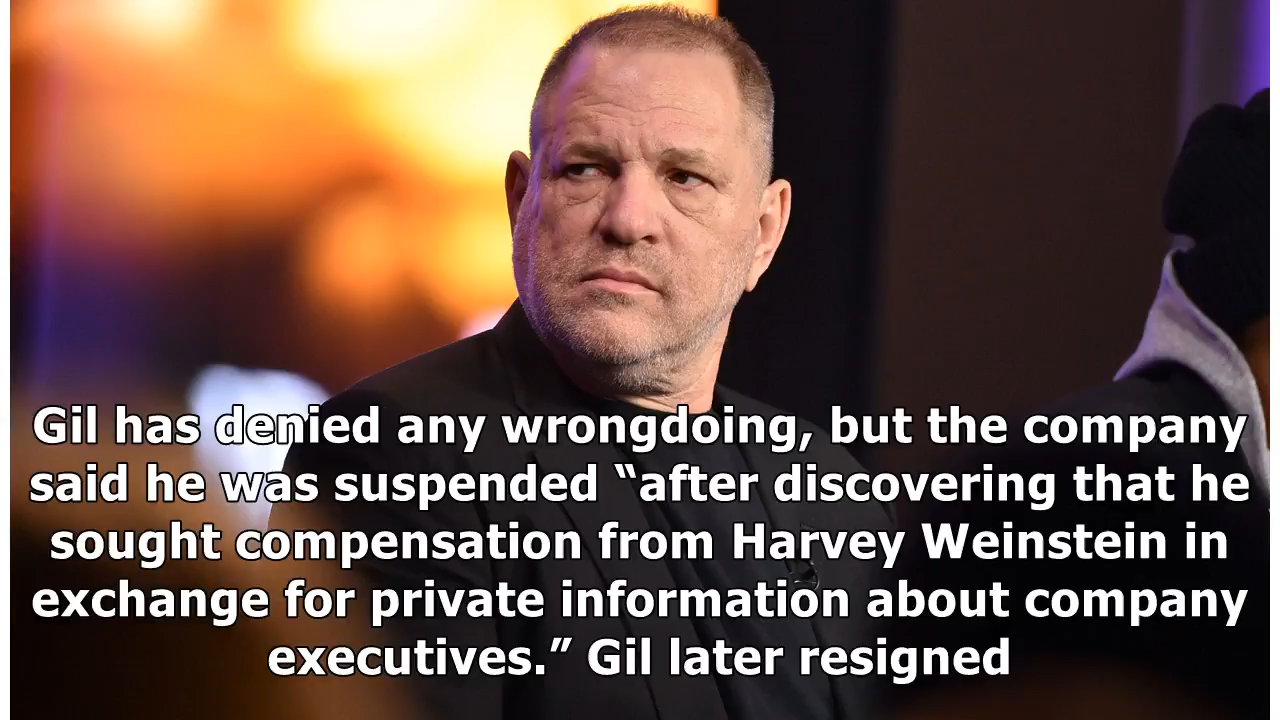 Gil has denied any wrongdoing, but the company
said he was suspended “after discovering that he
sought compensation from Harvey Weinstein in
exchange for private information about company
executives.” Gil later resigned